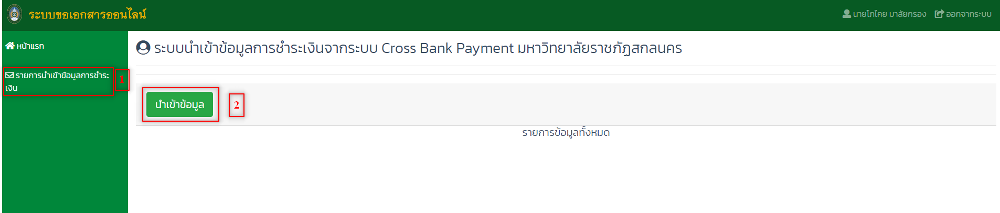 ระบบขอเอกสารออนไลน์
นายโกไคย มาลัยกรอง ออกจากระบบ
หน้าแรก
ระบบนำเข้าข้อมูลการชำระเงินจากระบบ Cross Bank Payment มหาวิทยาลัยราชภัฏสกลนคร
รายการนำเข้าข้อมูลการชำระ
เงิน
1
นำเข้าข้อมูล
2
รายการข้อมูลทั้งหมด